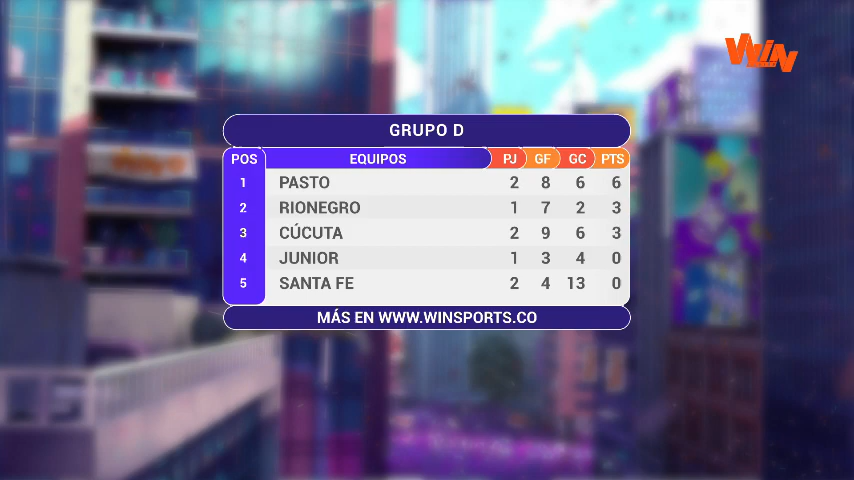 WIN
GRUPO D
POS EQUIPOS PJ GF GC PTS
1 PASTO 2 8 6 6
2 RIONEGRO 1 7 2 3
3 CÚCUTA 2 9 6 3
4 JUNIOR 1 3 4 0
5 SANTA FE 2 4 13 0
MÁS EN WWW.WINSPORTS.CO